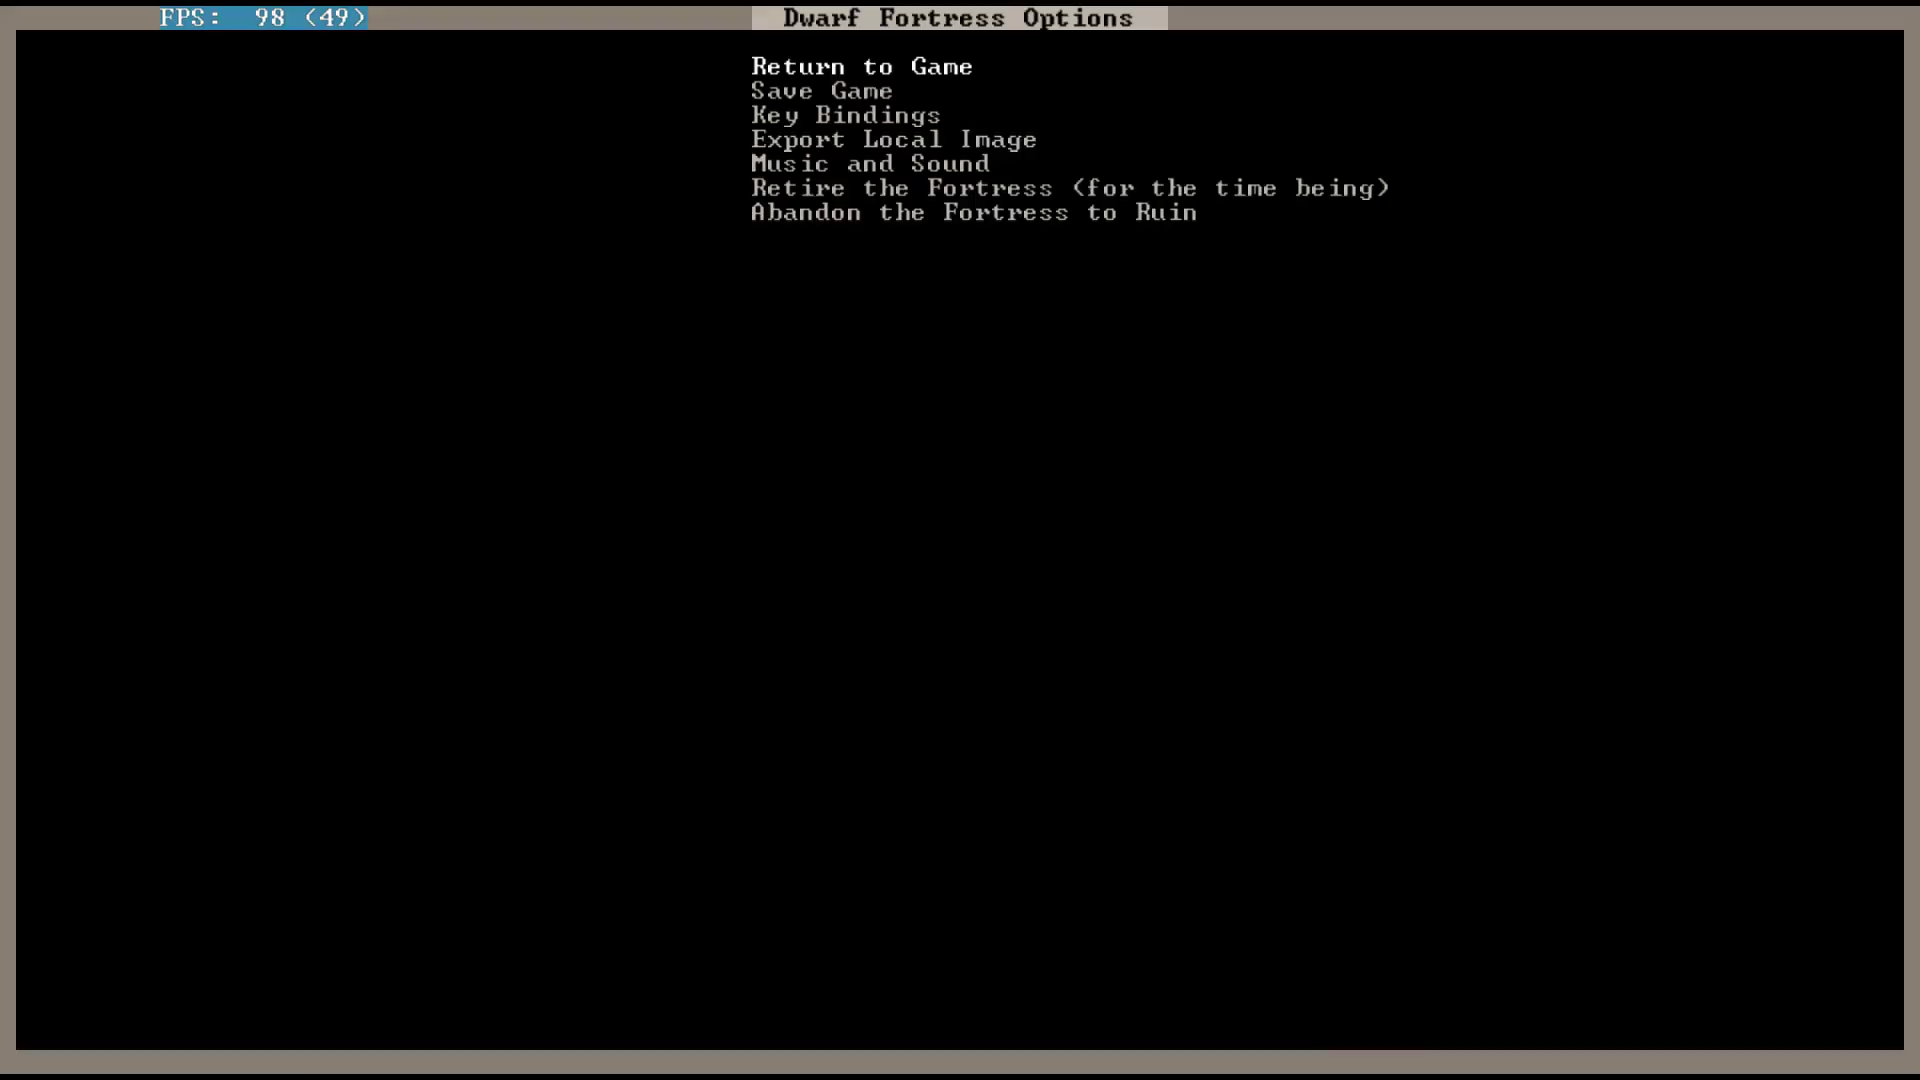 FPS: 98 (49)
Dwarf Fortress Options
Return to Game
Save Game
Key Bindings
Export Local Image
Music and Sound
Retire the Fortress (for the time being)
Abandon the Fortress to Ruin